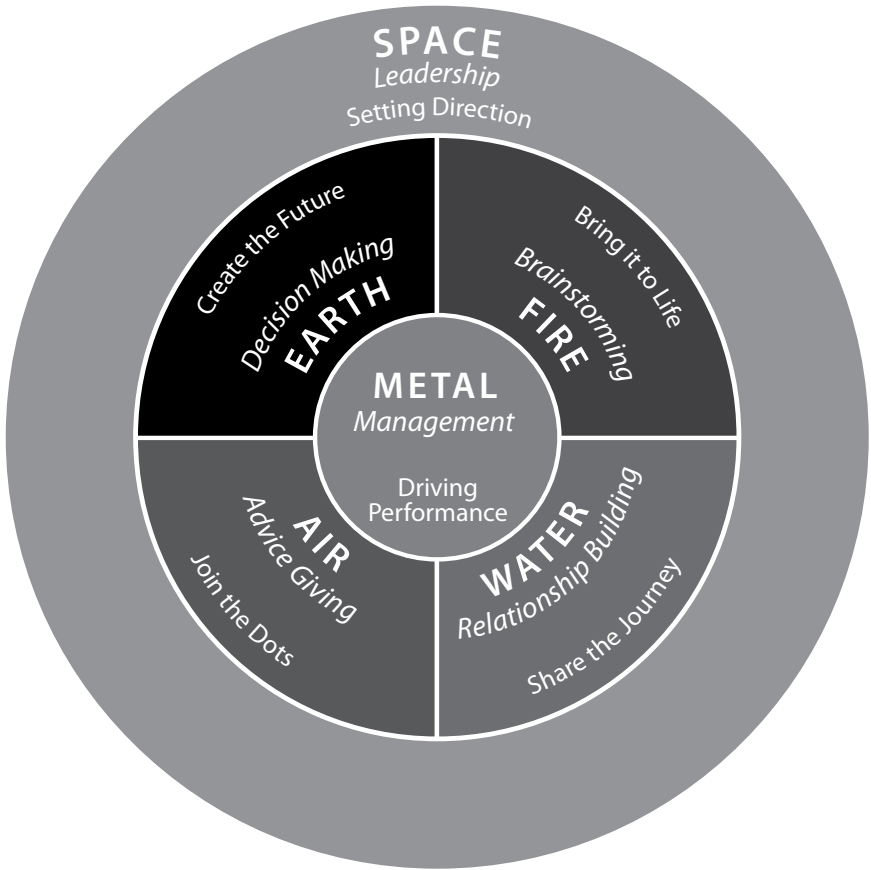 SPACE
Leadership
Setting Direction
Create the Future
Decision Making
EARTH
Bring it to Life
Brainstorming
FIRE
METAL
Management
Driving
Performance
AIR
Advice Giving
Join the Dots
WATER
Relationship Building
Share the Journey